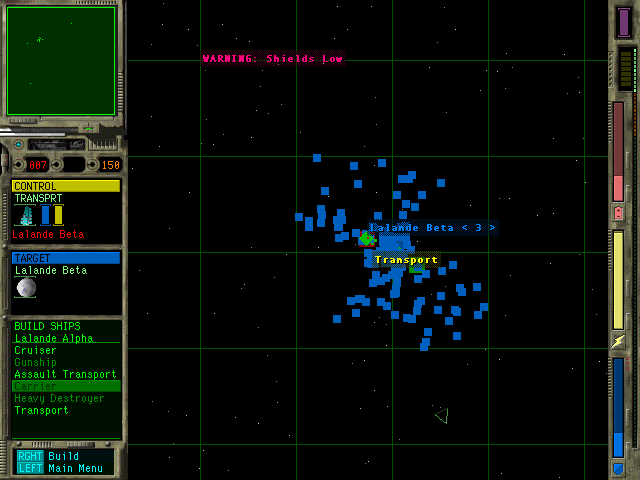 WARNING: Shields Low
007 150
CONTROL
TRANSPRT
Lalande Beta
TARGET
Lalande Beta
BUILD SHIPS
Lalande Alpha
Cruiser
Gunship
Assault Transport
Carrier
Heavy Destroyer
Transport
RGHT Build
LEFT Main Menu
Lalande Beta < 3 >
Transport